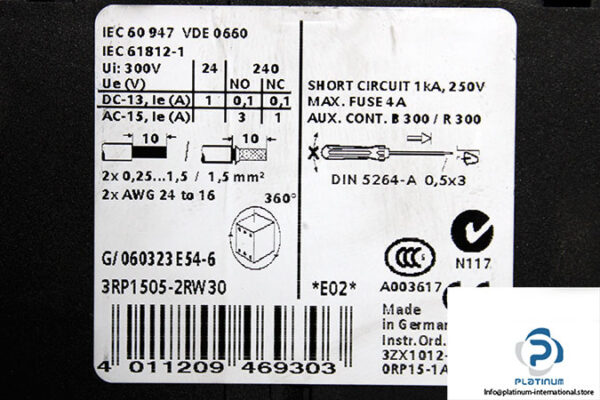 IEC 60 947 VDE 0660
IEC 61812-1
Ui: 300V 24 240
Ue (V) NO NC
DC-13, Ie (A) 1 0,1 0,1
AC-15, Ie (A) 3 1
10 / 10
2x 0,25...1,5 / 1,5 mm²
2x AWG 24 to 16
360°
G/ 060323 E54-6
3RP1505-2RW30
4 011209 469303
SHORT CIRCUIT 1kA, 250V
MAX. FUSE 4A
AUX. CONT. B 300 / R 300
X
DIN 5264-A 0,5x3
CCC
N117
*E02*
A003617
Made
in German
Instr.Ord.
3ZX1012-
0RP15-1A
PLATINUM
Info@platinum-international.store